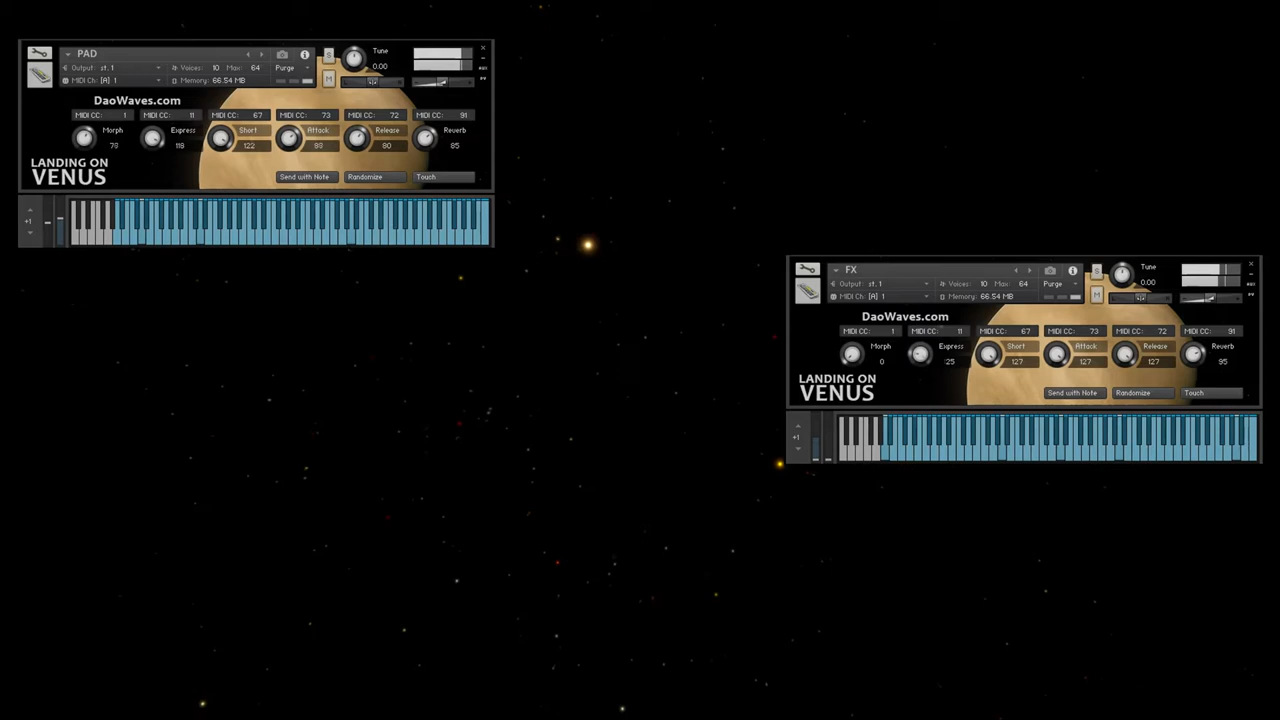 PAD
Output: st. 1 Voices: 10 Max: 64 Purge
MIDI Ch: [A] 1 Memory: 66.54 MB
S
M
Tune
0.00
AUX
PV
DaoWaves.com
MIDI CC: 1 MIDI CC: 11 MIDI CC: 67 MIDI CC: 73 MIDI CC: 72 MIDI CC: 91
Morph Express Short Attack Release Reverb
122 80 85
LANDING ON
VENUS
Send with Note Randomize Touch
+1
FX
Output: st. 1 Voices: 10 Max: 64 Purge
MIDI Ch: [A] 1 Memory: 66.54 MB
S
M
Tune
0.00
AUX
PV
DaoWaves.com
MIDI CC: 1 MIDI CC: 11 MIDI CC: 67 MIDI CC: 73 MIDI CC: 72 MIDI CC: 91
Morph Express Short Attack Release Reverb
0 127 127 127 95
LANDING ON
VENUS
Send with Note Randomize Touch
+1